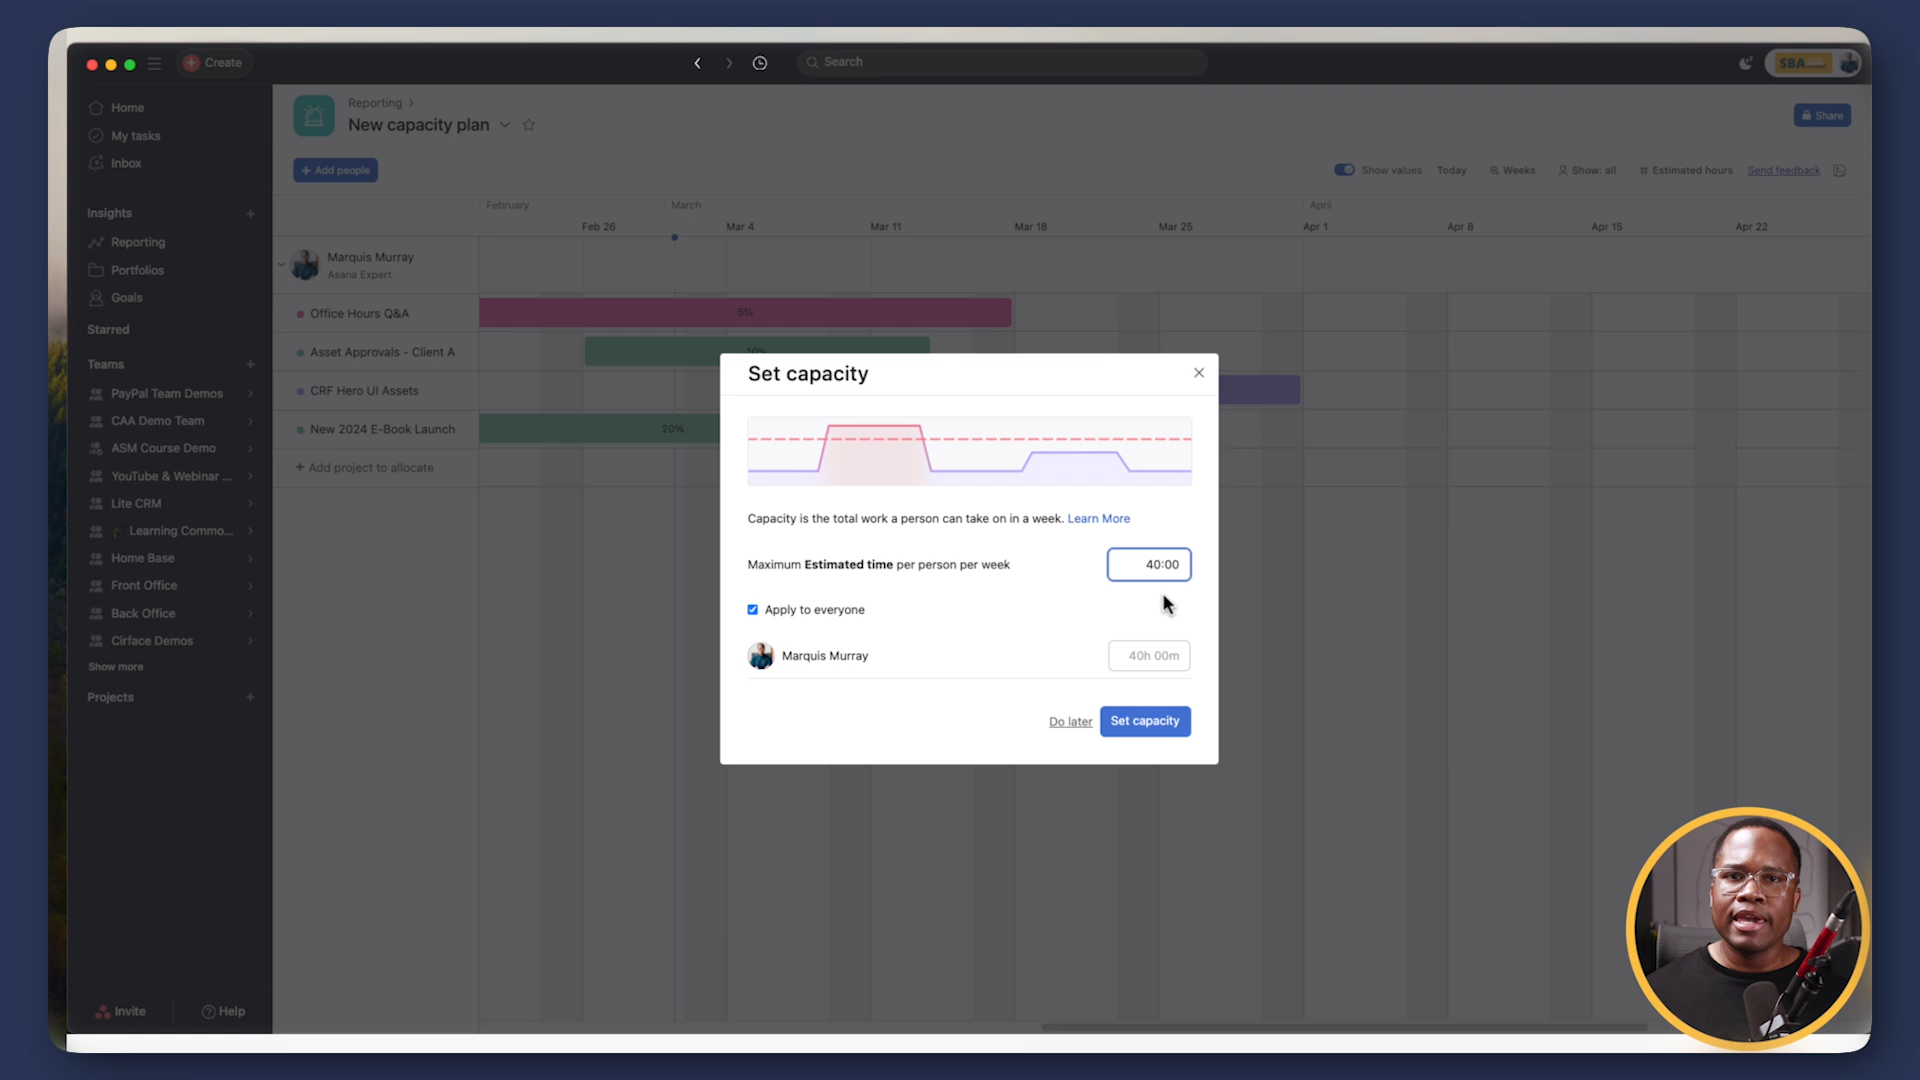 Create
Search
SBA
Home
My tasks
Inbox
Insights
Reporting
Portfolios
Goals
Starred
Teams
PayPal Team Demos
CAA Demo Team
ASM Course Demo
YouTube & Webinar ...
Lite CRM
Learning Commo...
Home Base
Front Office
Back Office
Cirface Demos
Show more
Projects
Invite
Help
Reporting
New capacity plan
Share
+ Add people
Show values
Today
Weeks
Show: all
Estimated hours
Send feedback
February
March
April
Feb 26
Mar 4
Mar 11
Mar 18
Mar 25
Apr 1
Apr 8
Apr 15
Apr 22
Marquis Murray
Asana Expert
Office Hours Q&A
5%
Asset Approvals - Client A
10%
CRF Hero UI Assets
New 2024 E-Book Launch
20%
+ Add project to allocate
Set capacity
Capacity is the total work a person can take on in a week. Learn More
Maximum Estimated time per person per week
40:00
Apply to everyone
Marquis Murray
40h 00m
Do later
Set capacity